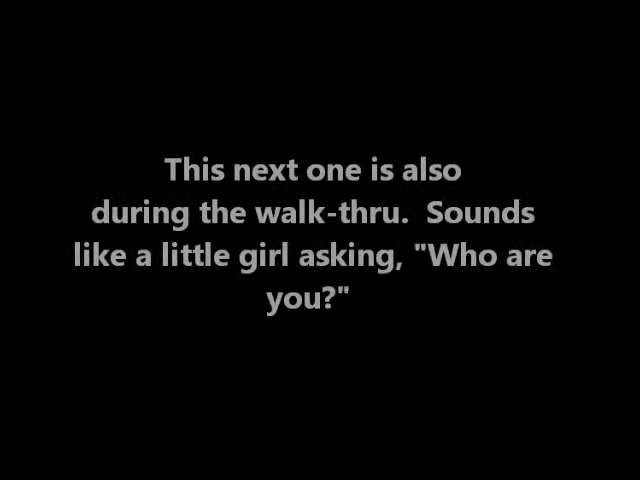 This next one is also
during the walk-thru.  Sounds
like a little girl asking, "Who are
you?"